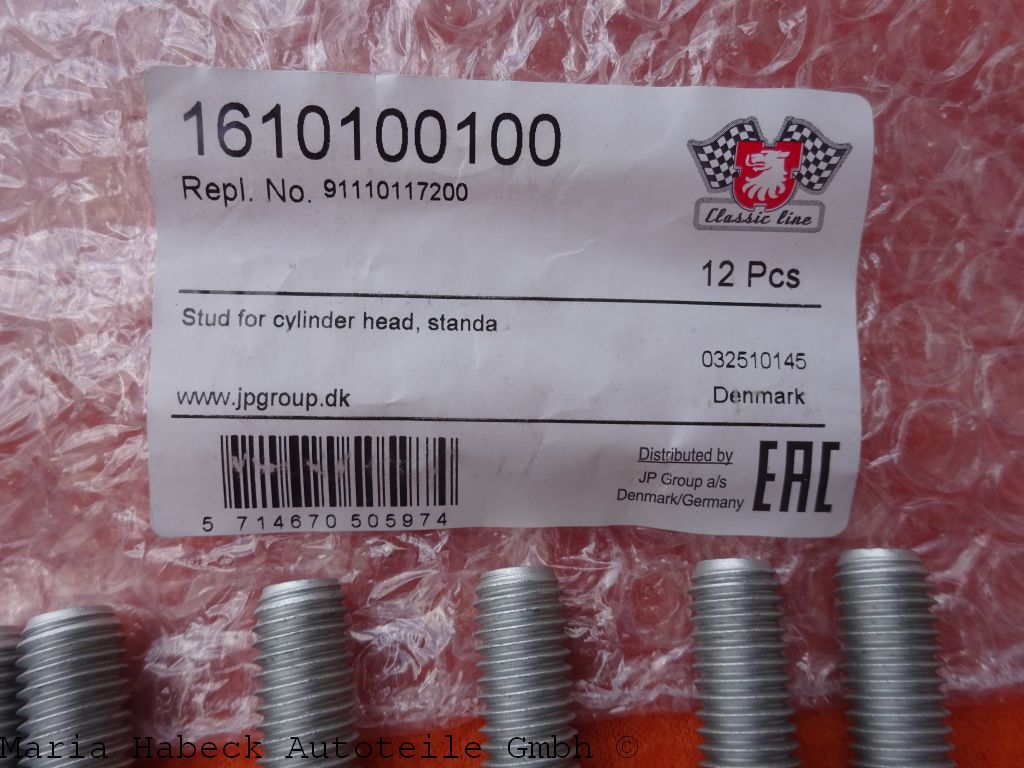 1610100100
Repl. No. 91110117200
Classic line
12 Pcs
Stud for cylinder head, standa
032510145
www.jpgroup.dk
Denmark
Distributed by
JP Group a/s
Denmark/Germany
EAC
5 714670 505974
Maria Habeck Autoteile Gmbh ©